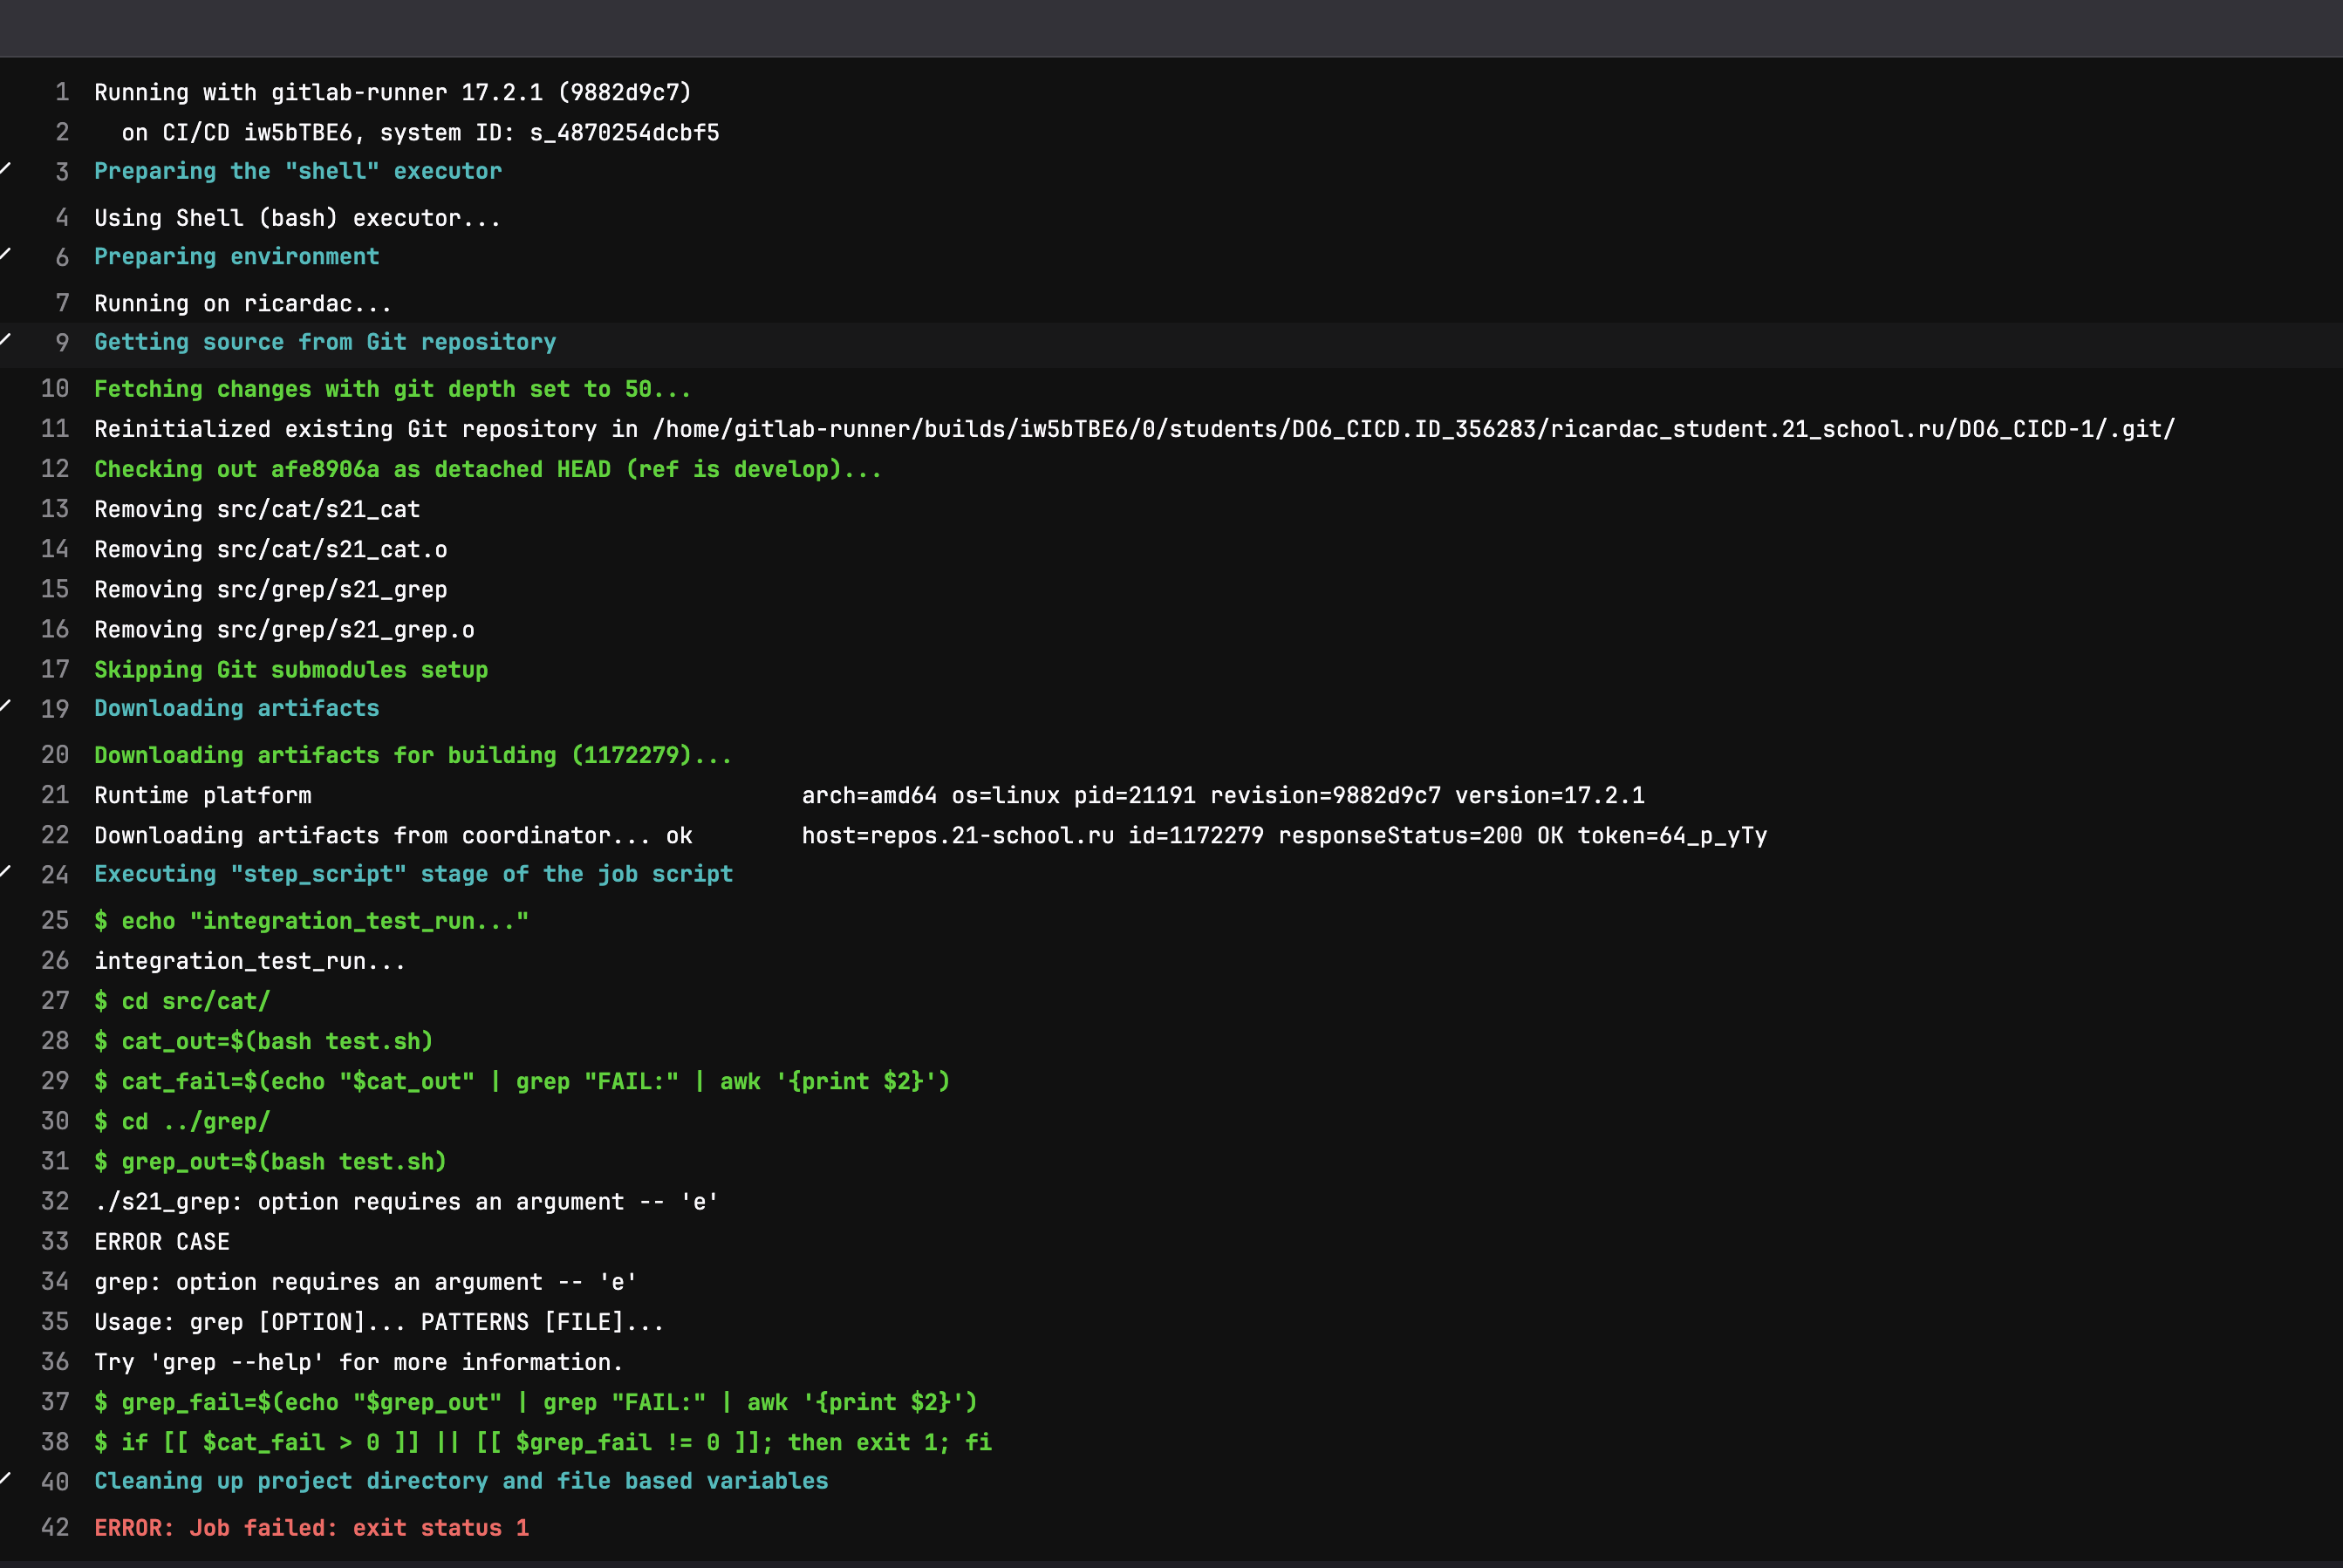 1 Running with gitlab-runner 17.2.1 (9882d9c7)
2   on CI/CD iw5bTBE6, system ID: s_4870254dcbf5
3 Preparing the "shell" executor
4 Using Shell (bash) executor...
6 Preparing environment
7 Running on ricardac...
9 Getting source from Git repository
10 Fetching changes with git depth set to 50...
11 Reinitialized existing Git repository in /home/gitlab-runner/builds/iw5bTBE6/0/students/DO6_CICD.ID_356283/ricardac_student.21_school.ru/DO6_CICD-1/.git/
12 Checking out afe8906a as detached HEAD (ref is develop)...
13 Removing src/cat/s21_cat
14 Removing src/cat/s21_cat.o
15 Removing src/grep/s21_grep
16 Removing src/grep/s21_grep.o
17 Skipping Git submodules setup
19 Downloading artifacts
20 Downloading artifacts for building (1172279)...
21 Runtime platform                                    arch=amd64 os=linux pid=21191 revision=9882d9c7 version=17.2.1
22 Downloading artifacts from coordinator... ok        host=repos.21-school.ru id=1172279 responseStatus=200 OK token=64_p_yTy
24 Executing "step_script" stage of the job script
25 $ echo "integration_test_run..."
26 integration_test_run...
27 $ cd src/cat/
28 $ cat_out=$(bash test.sh)
29 $ cat_fail=$(echo "$cat_out" | grep "FAIL:" | awk '{print $2}')
30 $ cd ../grep/
31 $ grep_out=$(bash test.sh)
32 ./s21_grep: option requires an argument -- 'e'
33 ERROR CASE
34 grep: option requires an argument -- 'e'
35 Usage: grep [OPTION]... PATTERNS [FILE]...
36 Try 'grep --help' for more information.
37 $ grep_fail=$(echo "$grep_out" | grep "FAIL:" | awk '{print $2}')
38 $ if [[ $cat_fail > 0 ]] || [[ $grep_fail != 0 ]]; then exit 1; fi
40 Cleaning up project directory and file based variables
42 ERROR: Job failed: exit status 1